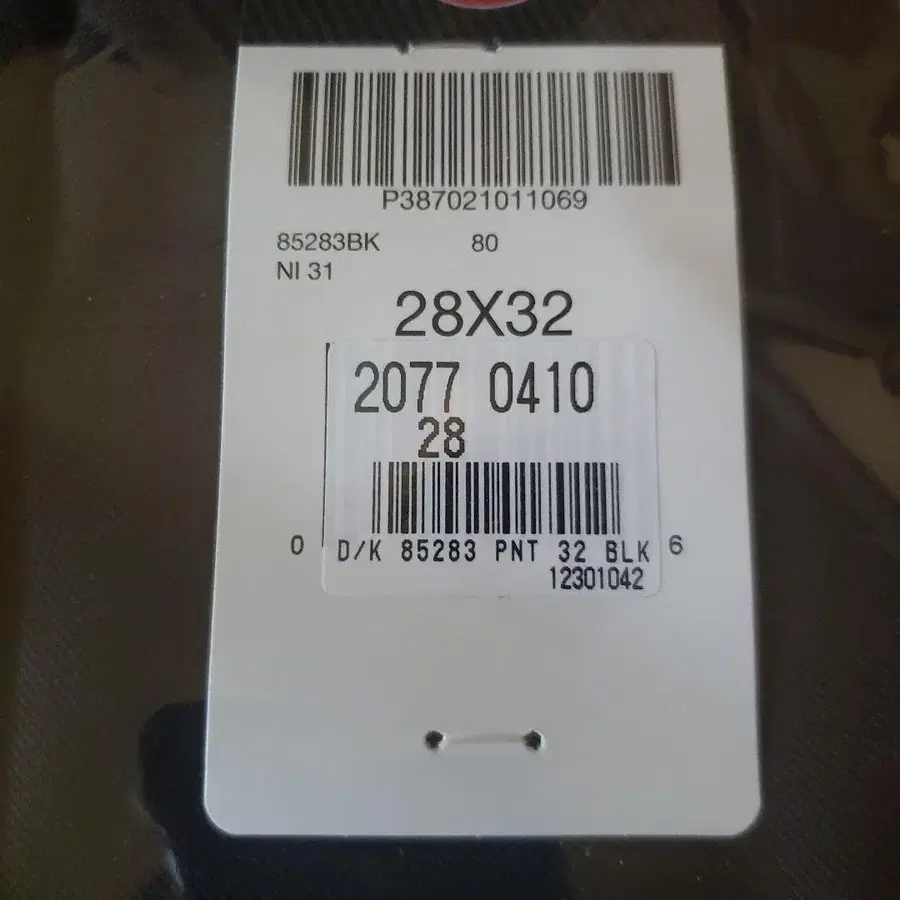 P387021011069
85283BK 80
NI 31
28X32
2077 0410
28
0 D/K 85283 PNT 32 BLK 6
12301042